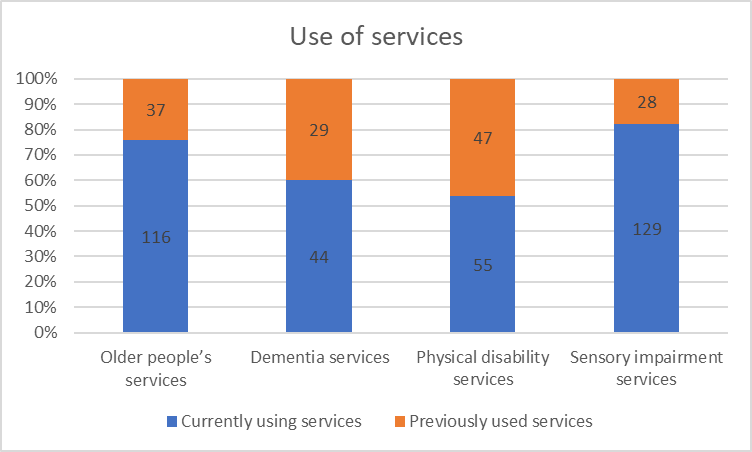 Use of services
100%
90%
80%
70%
60%
50%
40%
30%
20%
10%
0%
37
29
47
28
116
44
55
129
Older people’s
services
Dementia services
Physical disability
services
Sensory impairment
services
Currently using services
Previously used services